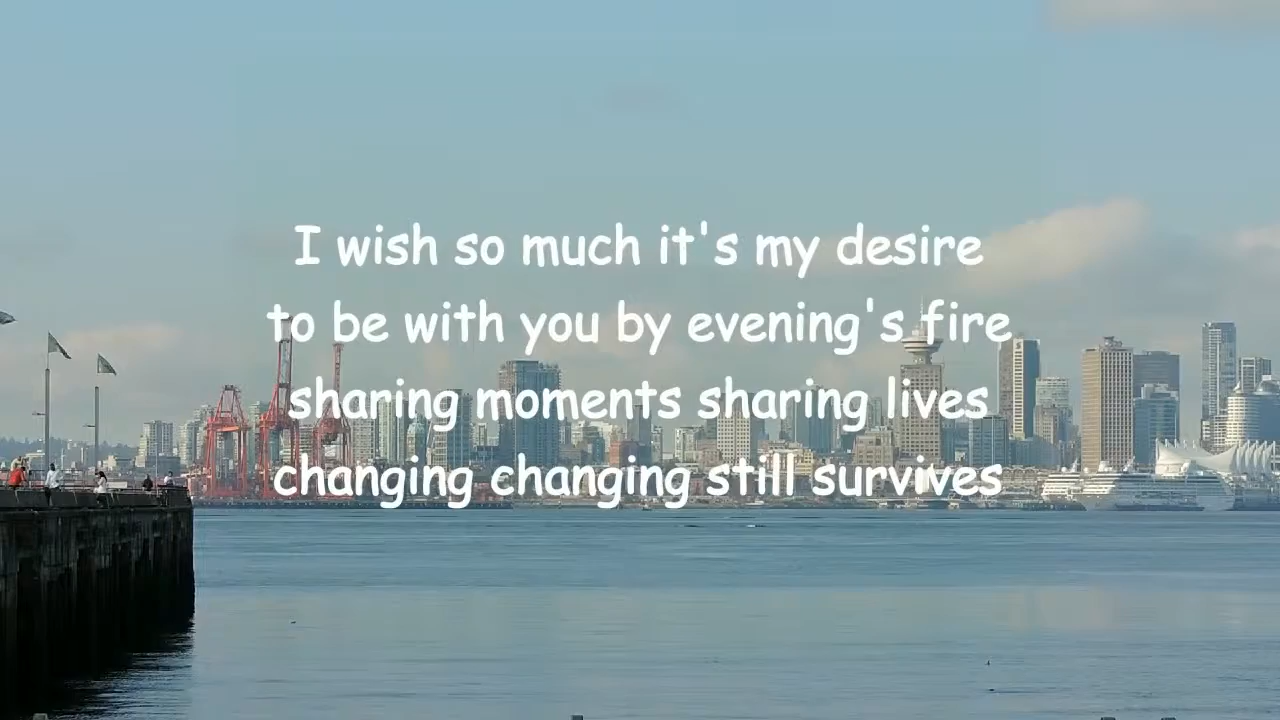 I wish so much it's my desire
to be with you by evening's fire
sharing moments sharing lives
changing changing still survives